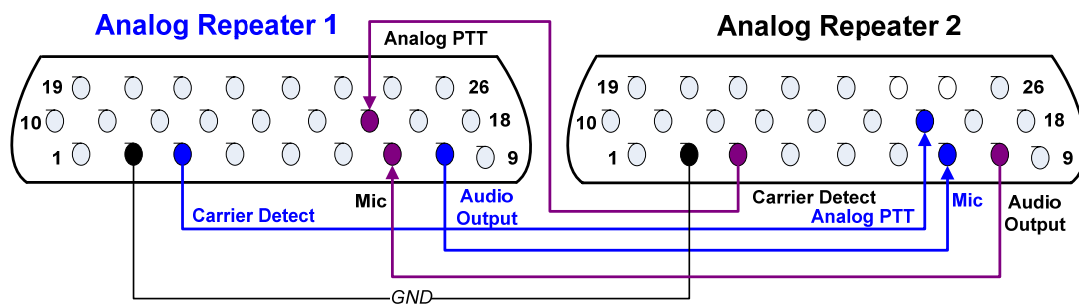 Analog Repeater 1
Analog Repeater 2
Analog PTT
19
26
19
26
10
18
10
18
1
9
1
9
Carrier Detect
Mic
Audio
Output
Carrier Detect
Analog PTT
Mic
Audio
Output
GND